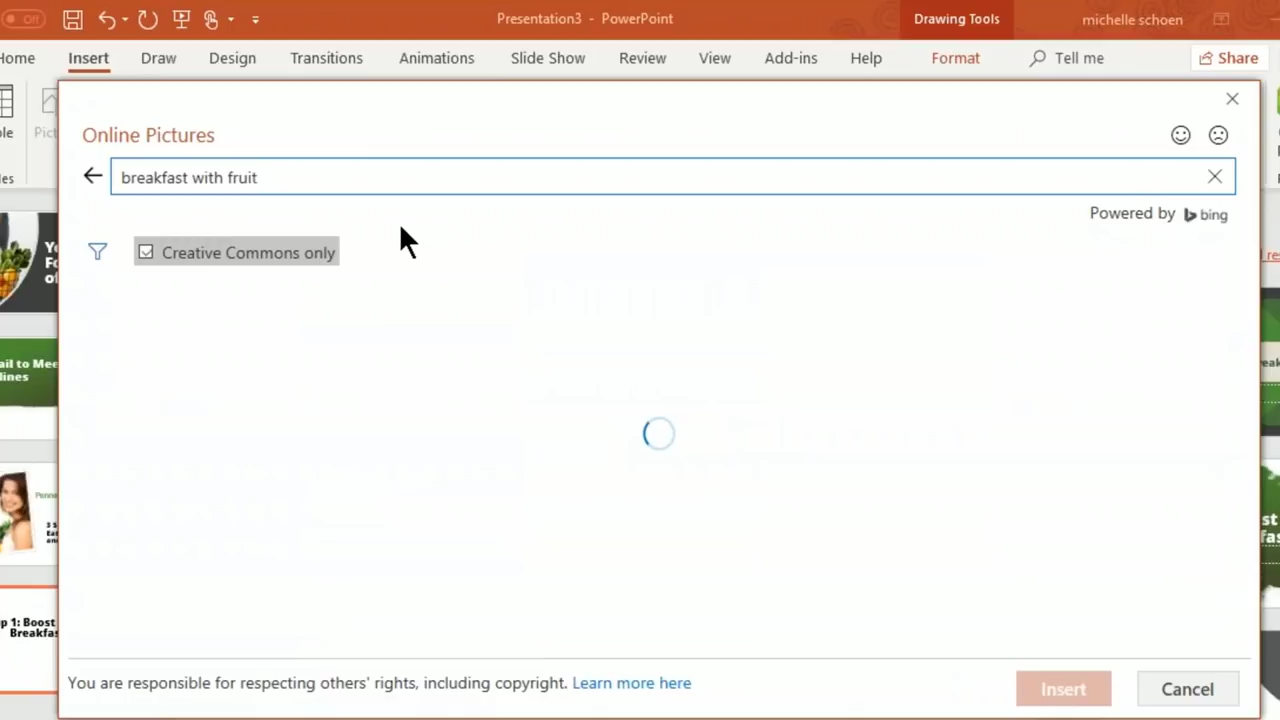 Off
Presentation3 - PowerPoint
Drawing Tools
michelle schoen
Home Insert Draw Design Transitions Animations Slide Show Review View Add-ins Help Format Tell me Share
Online Pictures
breakfast with fruit
Powered by bing
Creative Commons only
You are responsible for respecting others' rights, including copyright. Learn more here
Insert
Cancel